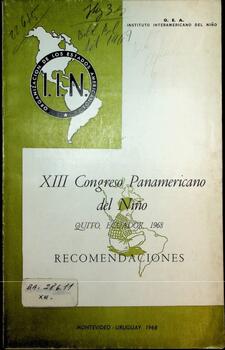 O. E. A.
INSTITUTO INTERAMERICANO DEL NIÑO
ORGANIZACION DE LOS ESTADOS AMERICANOS
I.I.N.
XIII Congreso Panamericano
del Niño
QUITO, ECUADOR, 1968
RECOMENDACIONES
MONTEVIDEO - URUGUAY, 1968